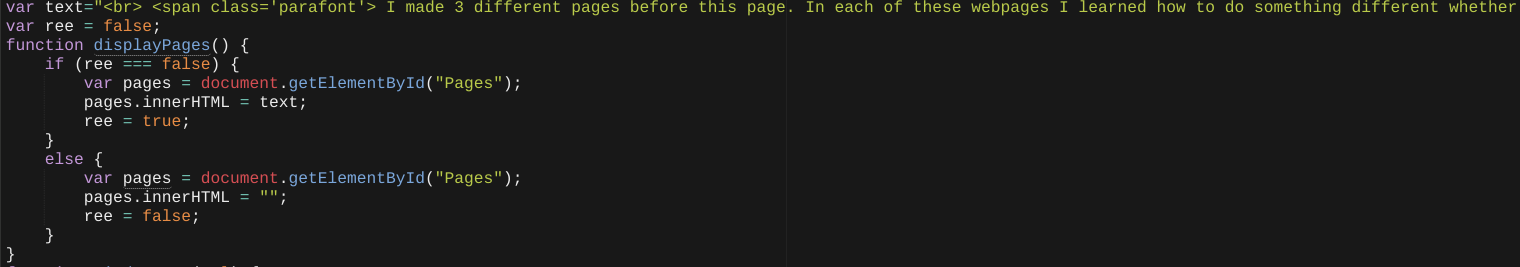 var text="<br> <span class='parafont'> I made 3 different pages before this page. In each of these webpages I learned how to do something different whether
var ree = false;
function displayPages() {
    if (ree === false) {
        var pages = document.getElementById("Pages");
        pages.innerHTML = text;
        ree = true;
    }
    else {
        var pages = document.getElementById("Pages");
        pages.innerHTML = "";
        ree = false;
    }
}